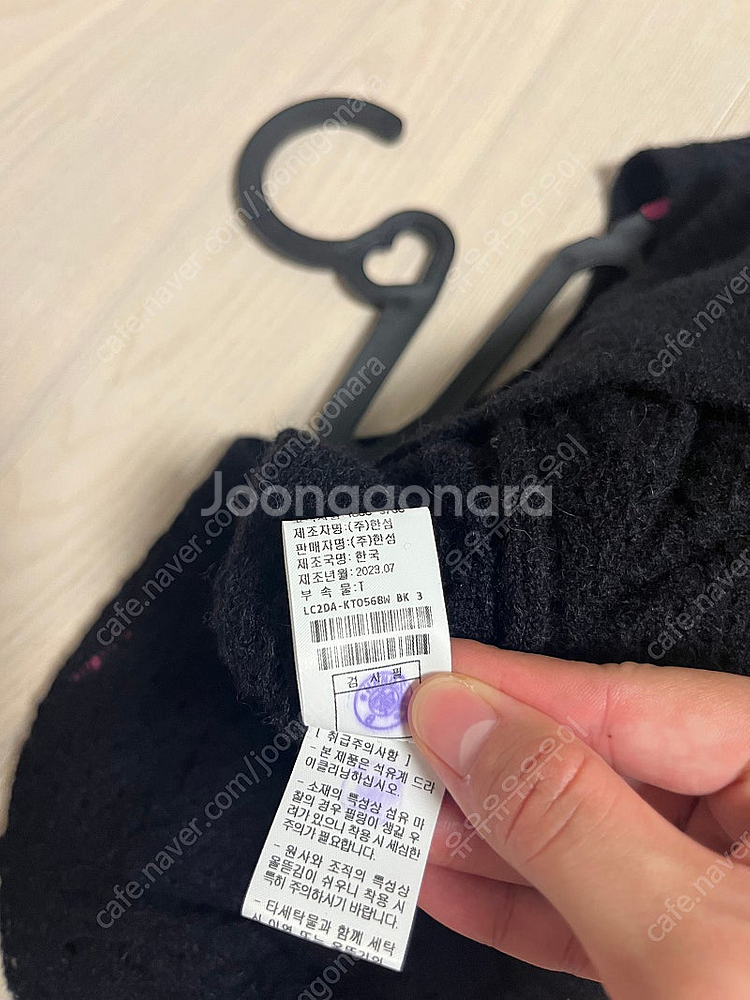 Joonggonara
제조자명:(주)한섬
판매자명:(주)한섬
제조국명: 한국
제조년월: 2023.07
부 속 물:T
LC2DA-KT056BW BK 3
검 사 필
[ 취급주의사항 ]
- 본 제품은 석유계 드라
이클리닝하십시오.
- 소재의 특성상 섬유 마
찰의 경우 필링이 생길 우
려가 있으니 착용 시 세심한
주의가 필요합니다.
- 원사와 조직의 특성상
올뜯김이 쉬우니 착용 시
특히 주의하시기 바랍니다.
- 타세탁물과 함께 세탁
cafe.naver.com/joonggonara